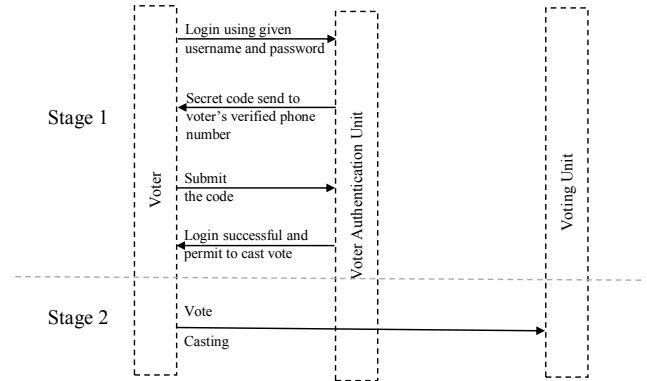 Login using given
username and password
Secret code send to
voter's verified phone
number
Stage 1
Submit
the code
Login successful and
permit to cast vote
Voter
Voter Authentication Unit
Voting Unit
Stage 2
Vote
Casting